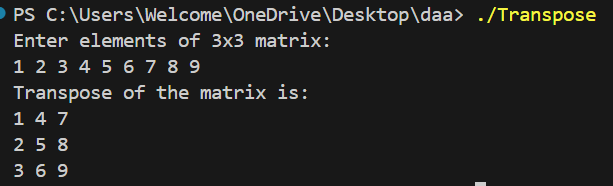 PS C:\Users\Welcome\OneDrive\Desktop\daa> ./Transpose
Enter elements of 3x3 matrix:
1 2 3 4 5 6 7 8 9
Transpose of the matrix is:
1 4 7
2 5 8
3 6 9